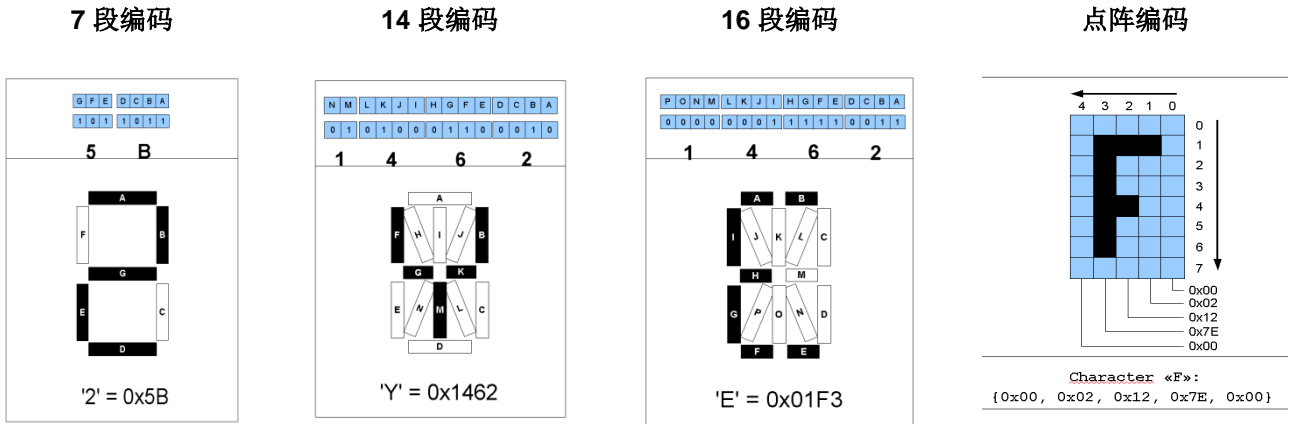 7 段编码
G F E D C B A
1 0 1 1 0 1 1
5 B
A
F B
G
E C
D
'2' = 0x5B
14 段编码
N M L K J I H G F E D C B A
0 1 0 1 0 0 0 1 1 0 0 0 1 0
1 4 6 2
A
F H I J B
G K
E N M L C
D
'Y' = 0x1462
16 段编码
P O N M L K J I H G F E D C B A
0 0 0 0 0 0 0 1 1 1 1 1 0 0 1 1
1 4 6 2
A B
I J K L C
H M
G P O N D
F E
'E' = 0x01F3
点阵编码
4 3 2 1 0
0
1
2
3
4
5
6
7
0x00
0x02
0x12
0x7E
0x00
Character «F»:
{0x00, 0x02, 0x12, 0x7E, 0x00}